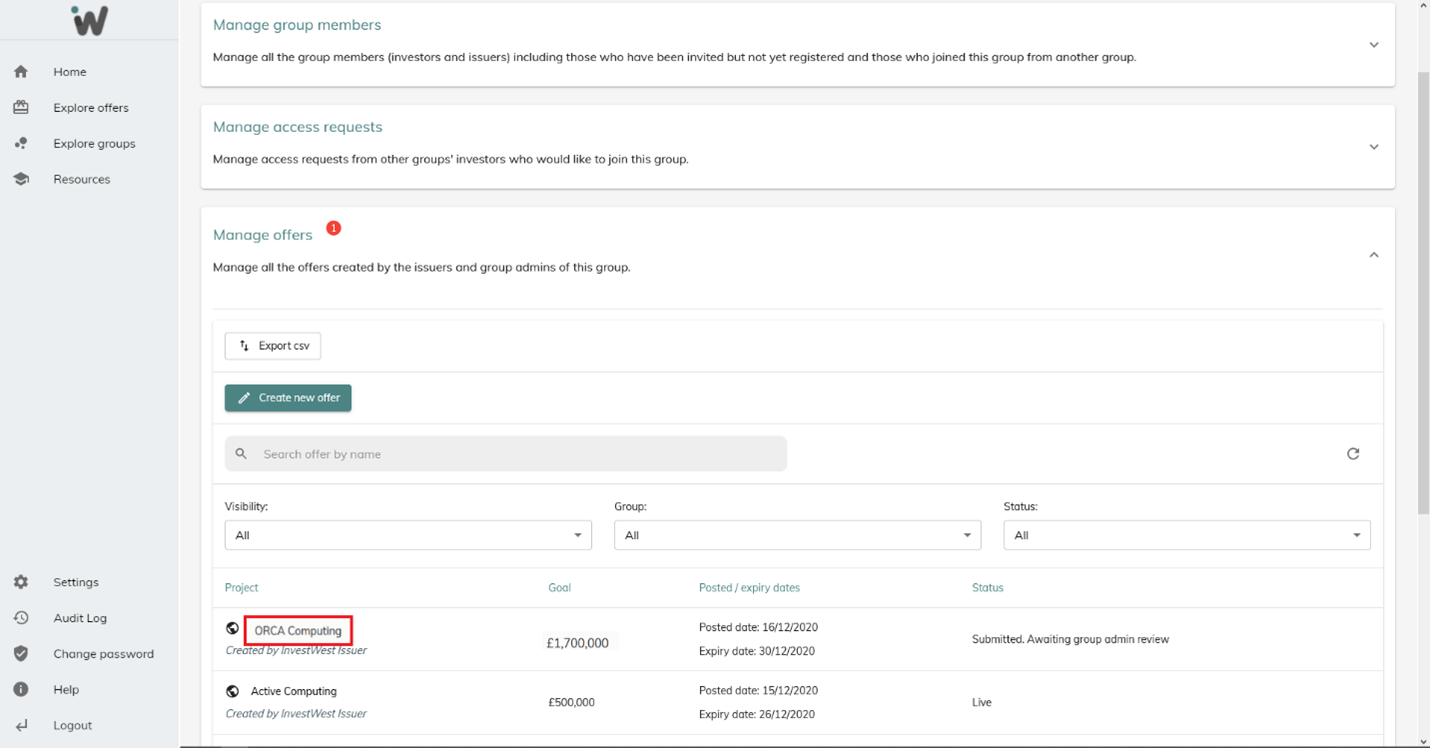 iW
Home
Explore offers
Explore groups
Resources
Settings
Audit Log
Change password
Help
Logout
Manage group members
Manage all the group members (investors and issuers) including those who have been invited but not yet registered and those who joined this group from another group.
Manage access requests
Manage access requests from other groups' investors who would like to join this group.
Manage offers 1
Manage all the offers created by the issuers and group admins of this group.
Export csv
Create new offer
Search offer by name
Visibility: Group: Status:
All All All
Project Goal Posted / expiry dates Status
ORCA Computing £1,700,000 Posted date: 16/12/2020 Submitted. Awaiting group admin review
Created by InvestWest Issuer Expiry date: 30/12/2020
Active Computing £500,000 Posted date: 15/12/2020 Live
Created by InvestWest Issuer Expiry date: 26/12/2020